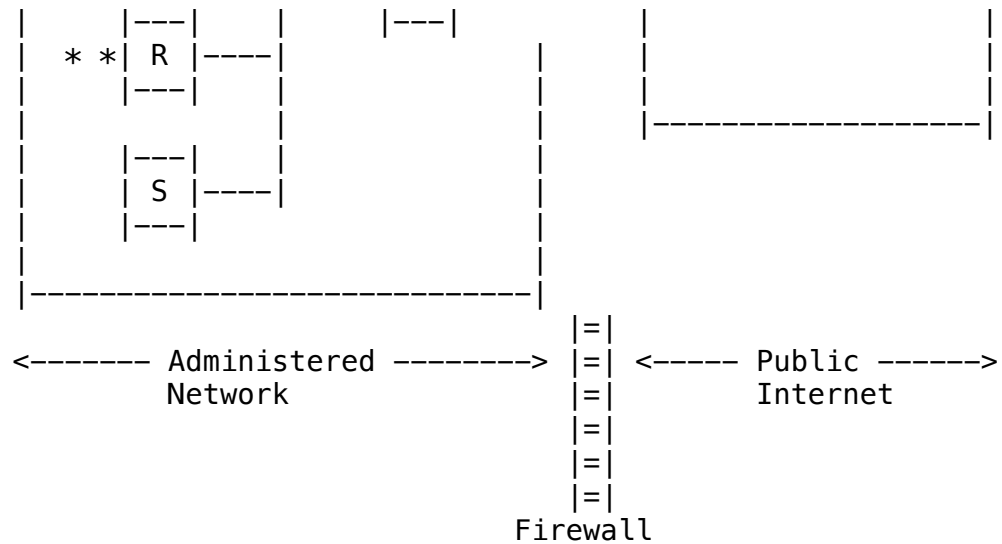 |     |---|    |     |---|          |                   |
|  * *| R |----|              |     |                   |
|     |---|    |              |     |                   |
|              |              |     |-------------------|
|     |---|    |              |
|     | S |----|              |
|     |---|                   |
|                             |
|-----------------------------|
                                |=|
<------- Administered --------> |=| <----- Public ------>
         Network                |=|        Internet
                                |=|
                                |=|
                                |=|
                             Firewall